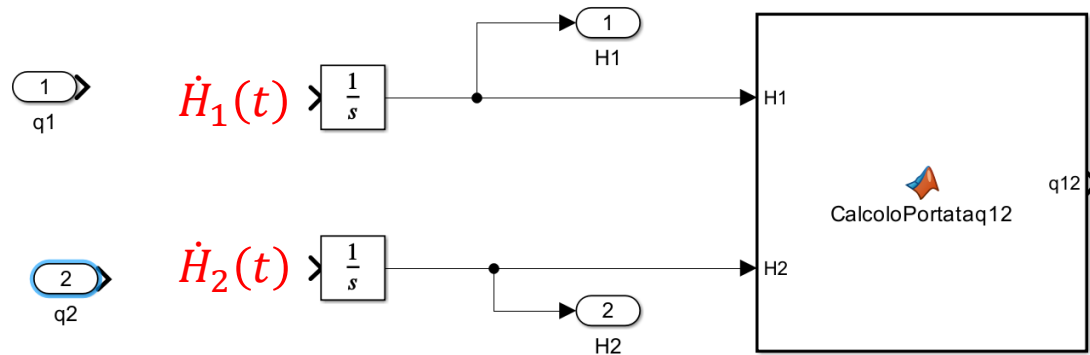 1
q1
Ḣ₁(t)
1
s
1
H1
H1
CalcoloPortataq12
q12
2
q2
Ḣ₂(t)
1
s
H2
2
H2